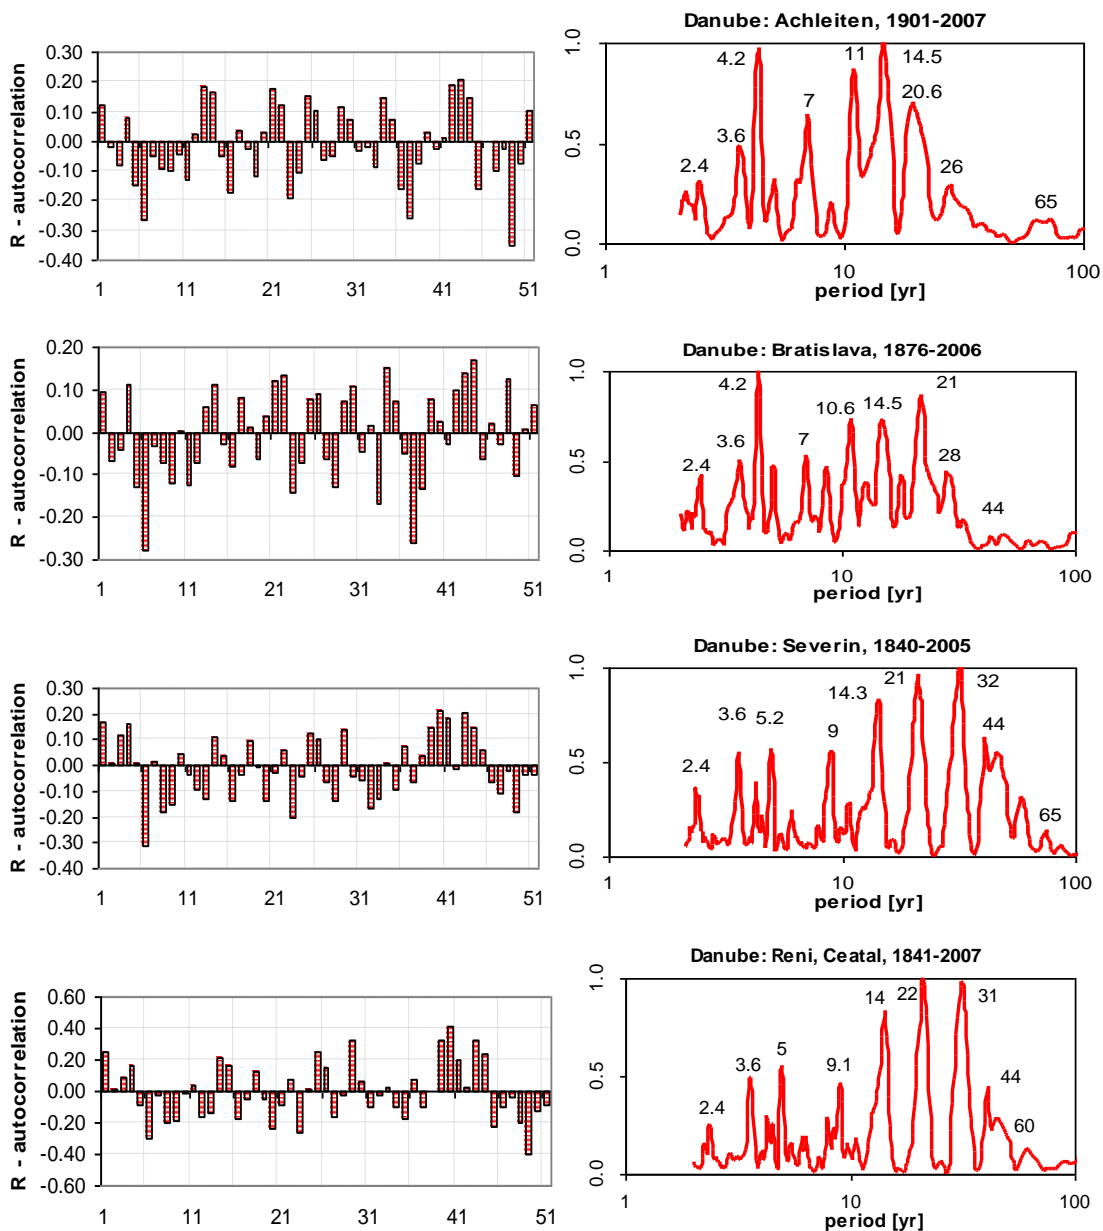 R - autocorrelation
0.30
0.20
0.10
0.00
-0.10
-0.20
-0.30
-0.40
1 11 21 31 41 51
Danube: Achleiten, 1901-2007
1.0
0.5
0.0
2.4 3.6 4.2 7 11 14.5 20.6 26 65
1 10 100
period [yr]
R - autocorrelation
0.20
0.10
0.00
-0.10
-0.20
-0.30
1 11 21 31 41 51
Danube: Bratislava, 1876-2006
1.0
0.5
0.0
2.4 3.6 4.2 7 10.6 14.5 21 28 44
1 10 100
period [yr]
R - autocorrelation
0.30
0.20
0.10
0.00
-0.10
-0.20
-0.30
-0.40
1 11 21 31 41 51
Danube: Severin, 1840-2005
1.0
0.5
0.0
2.4 3.6 5.2 9 14.3 21 32 44 65
1 10 100
period [yr]
R - autocorrelation
0.60
0.40
0.20
0.00
-0.20
-0.40
-0.60
1 11 21 31 41 51
Danube: Reni, Ceatal, 1841-2007
1.0
0.5
0.0
2.4 3.6 5 9.1 14 22 31 44 60
1 10 100
period [yr]